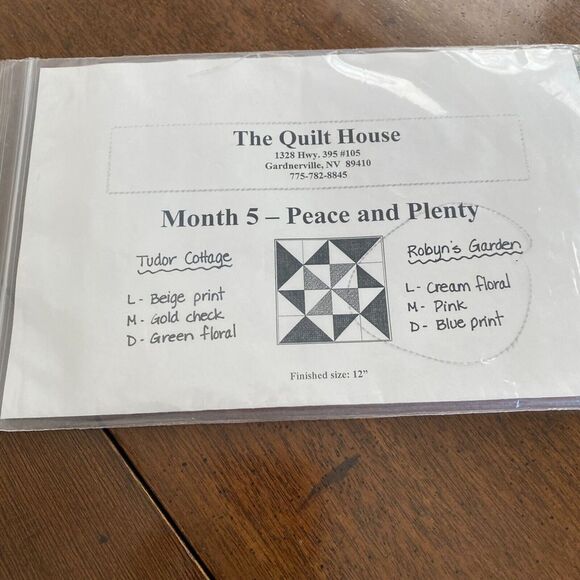 The Quilt House
1328 Hwy. 395 #105
Gardnerville, NV 89410
775-782-8845
Month 5 – Peace and Plenty
Tudor Cottage
L - Beige print
M - Gold check
D - Green floral
Robyn's Garden
L - Cream floral
M - Pink
D - Blue print
Finished size: 12”